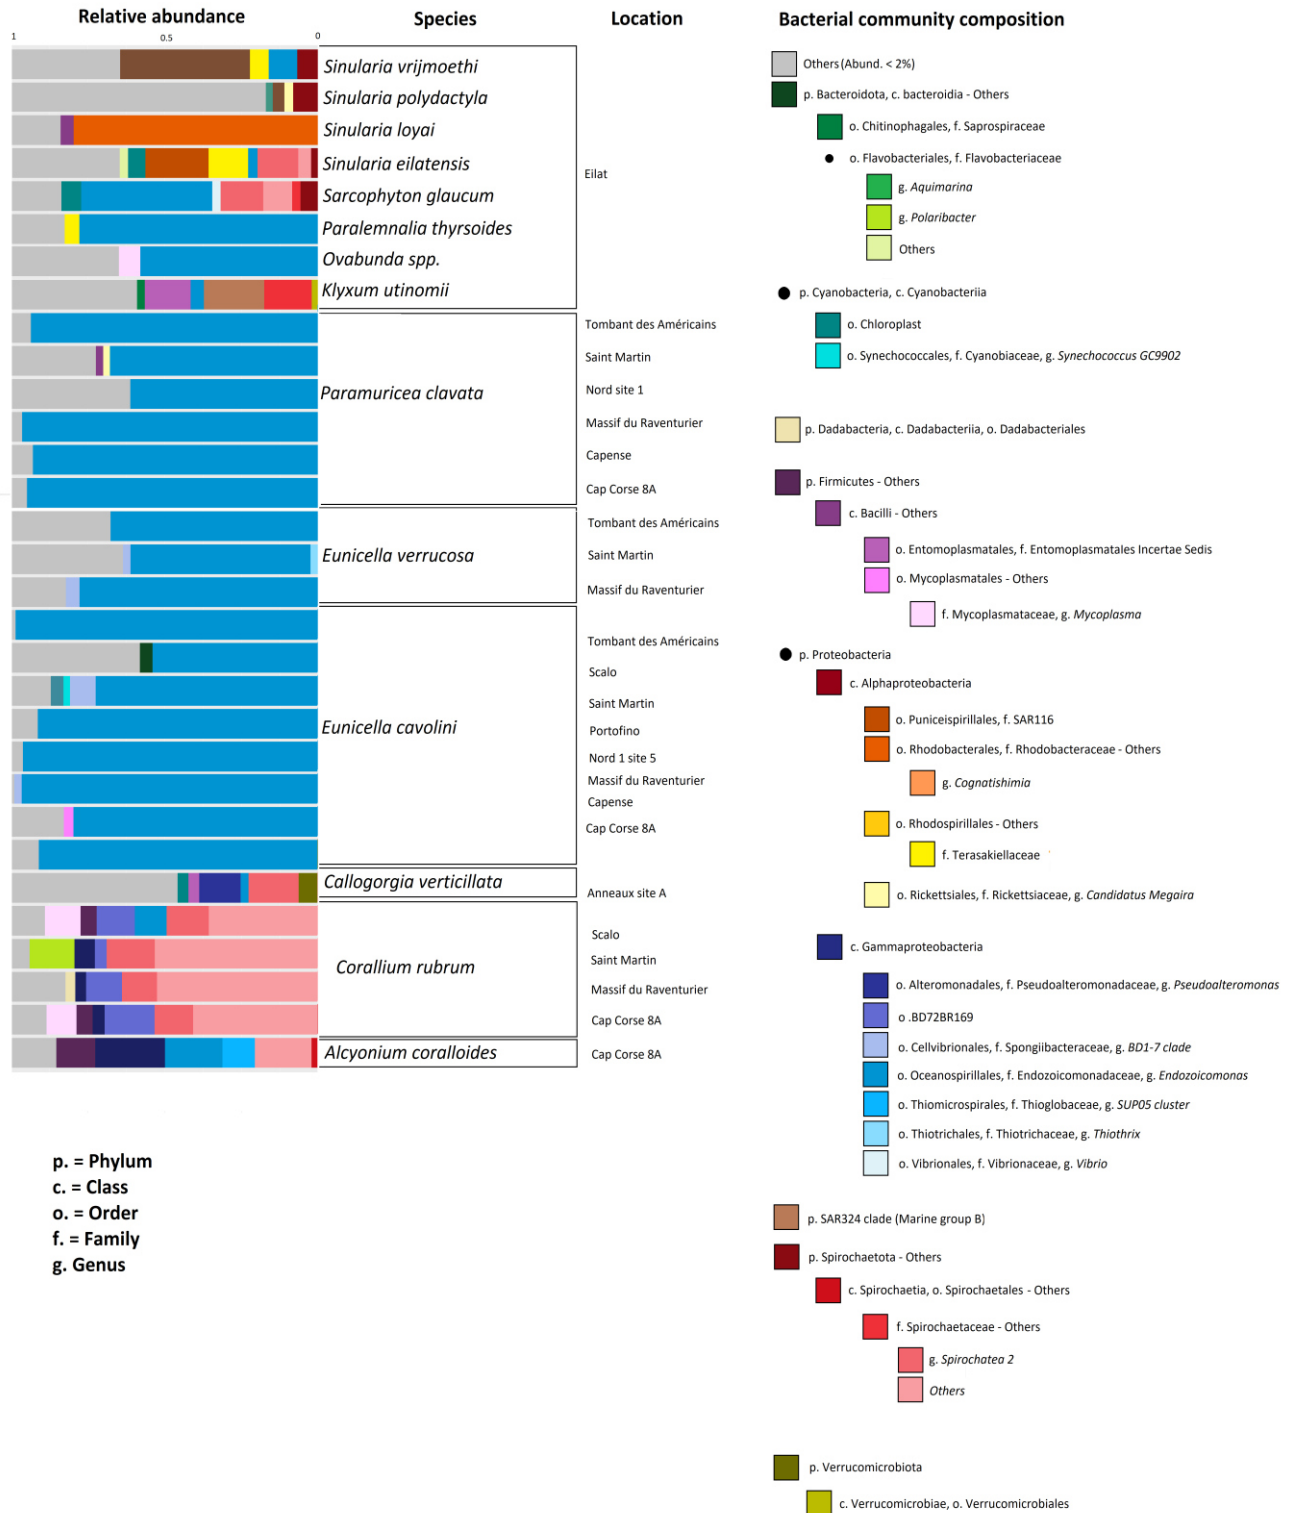 Relative abundance
Species
Location
Bacterial community composition
1
0.5
0
Sinularia vrijmoethi
Sinularia polydactyla
Sinularia loyai
Sinularia eilatensis
Sarcophyton glaucum
Paralemnalia thyrsoides
Ovabunda spp.
Klyxum utinomii
Eilat
Paramuricea clavata
Tombant des Américains
Saint Martin
Nord site 1
Massif du Raventurier
Capense
Cap Corse 8A
Eunicella verrucosa
Tombant des Américains
Saint Martin
Massif du Raventurier
Eunicella cavolini
Tombant des Américains
Scalo
Saint Martin
Portofino
Nord 1 site 5
Massif du Raventurier
Capense
Cap Corse 8A
Callogorgia verticillata
Anneaux site A
Corallium rubrum
Scalo
Saint Martin
Massif du Raventurier
Cap Corse 8A
Alcyonium coralloides
Cap Corse 8A
Others (Abund. < 2%)
p. Bacteroidota, c. bacteroidia - Others
o. Chitinophagales, f. Saprospiraceae
o. Flavobacteriales, f. Flavobacteriaceae
g. Aquimarina
g. Polaribacter
Others
p. Cyanobacteria, c. Cyanobacteriia
o. Chloroplast
o. Synechococcales, f. Cyanobiaceae, g. Synechococcus GC9902
p. Dadabacteria, c. Dadabacteriia, o. Dadabacteriales
p. Firmicutes - Others
c. Bacilli - Others
o. Entomoplasmatales, f. Entomoplasmatales Incertae Sedis
o. Mycoplasmatales - Others
f. Mycoplasmataceae, g. Mycoplasma
p. Proteobacteria
c. Alphaproteobacteria
o. Puniceispirillales, f. SAR116
o. Rhodobacterales, f. Rhodobacteraceae - Others
g. Cognatishimia
o. Rhodospirillales - Others
f. Terasakiellaceae
o. Rickettsiales, f. Rickettsiaceae, g. Candidatus Megaira
c. Gammaproteobacteria
o. Alteromonadales, f. Pseudoalteromonadaceae, g. Pseudoalteromonas
o .BD72BR169
o. Cellvibrionales, f. Spongiibacteraceae, g. BD1-7 clade
o. Oceanospirillales, f. Endozoicomonadaceae, g. Endozoicomonas
o. Thiomicrospirales, f. Thioglobaceae, g. SUP05 cluster
o. Thiotrichales, f. Thiotrichaceae, g. Thiothrix
o. Vibrionales, f. Vibrionaceae, g. Vibrio
p. SAR324 clade (Marine group B)
p. Spirochaetota - Others
c. Spirochaetia, o. Spirochaetales - Others
f. Spirochaetaceae - Others
g. Spirochatea 2
Others
p. Verrucomicrobiota
c. Verrucomicrobiae, o. Verrucomicrobiales
p. = Phylum
c. = Class
o. = Order
f. = Family
g. Genus